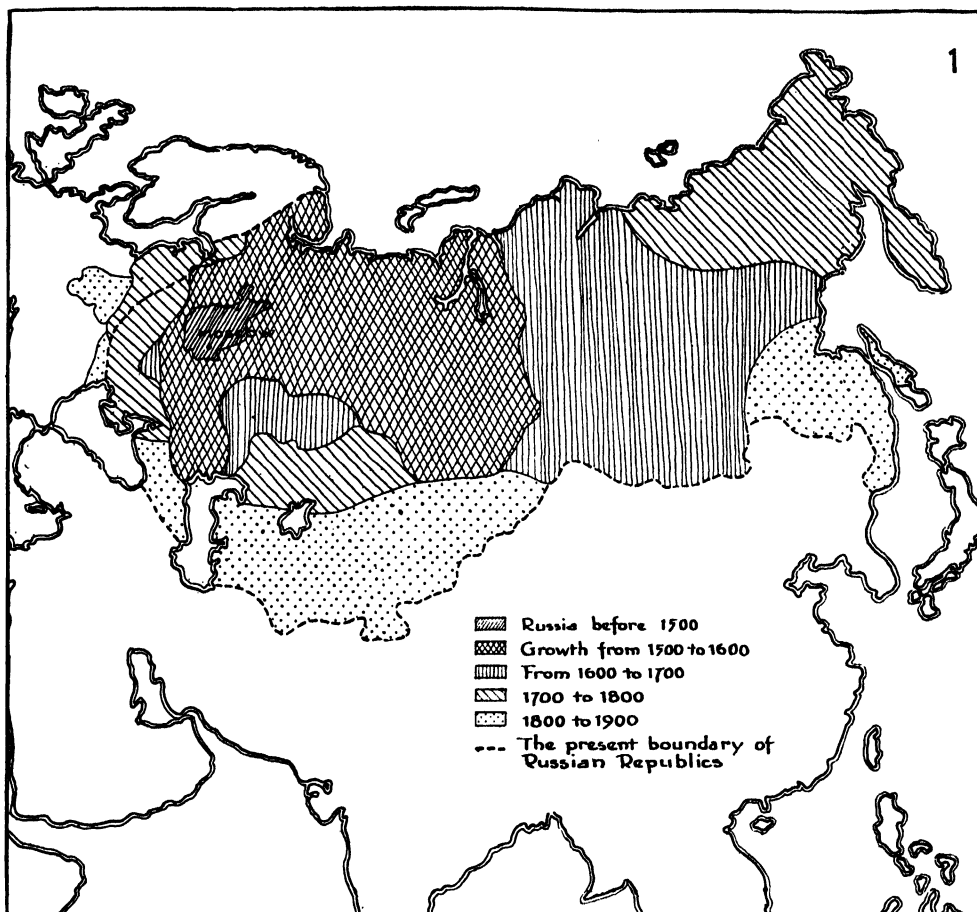 1
MOSCOW
Russia before 1500
Growth from 1500 to 1600
From 1600 to 1700
1700 to 1800
1800 to 1900
The present boundary of
Russian Republics